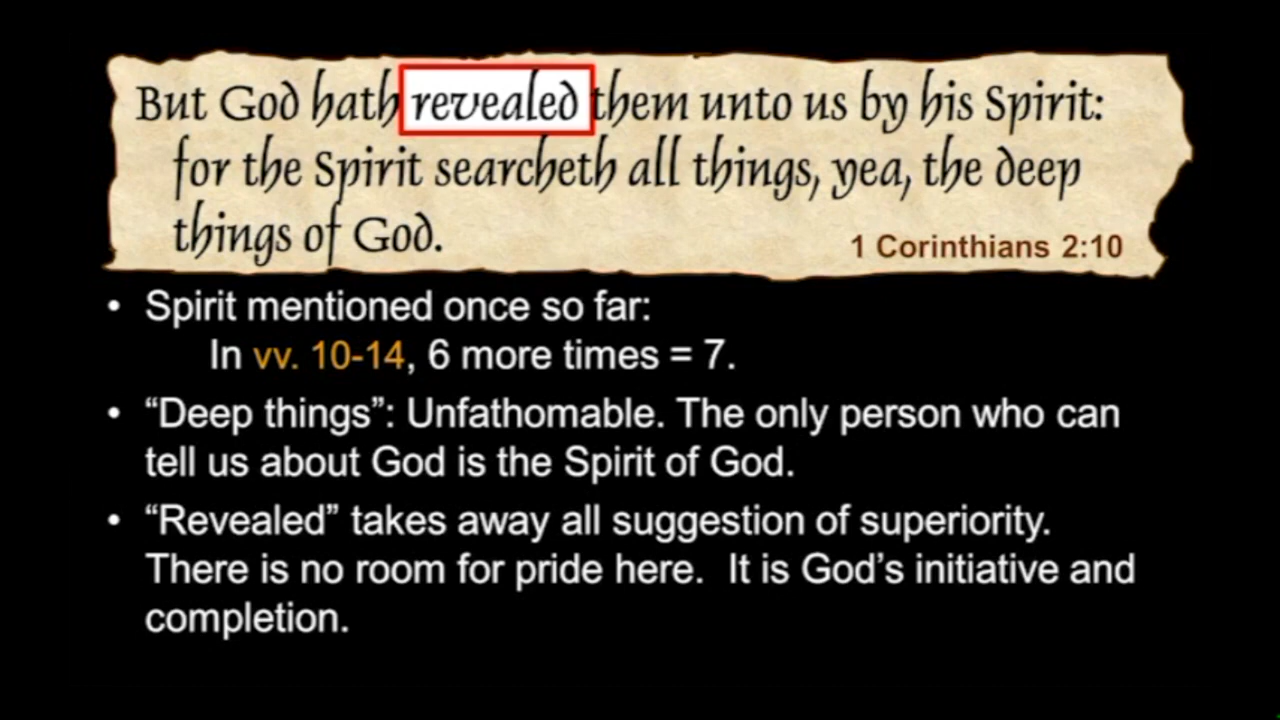 But God hath revealed them unto us by his Spirit:
for the Spirit searcheth all things, yea, the deep
things of God.
1 Corinthians 2:10
• Spirit mentioned once so far:
In vv. 10-14, 6 more times = 7.
• “Deep things”: Unfathomable. The only person who can
tell us about God is the Spirit of God.
• “Revealed” takes away all suggestion of superiority.
There is no room for pride here. It is God’s initiative and
completion.